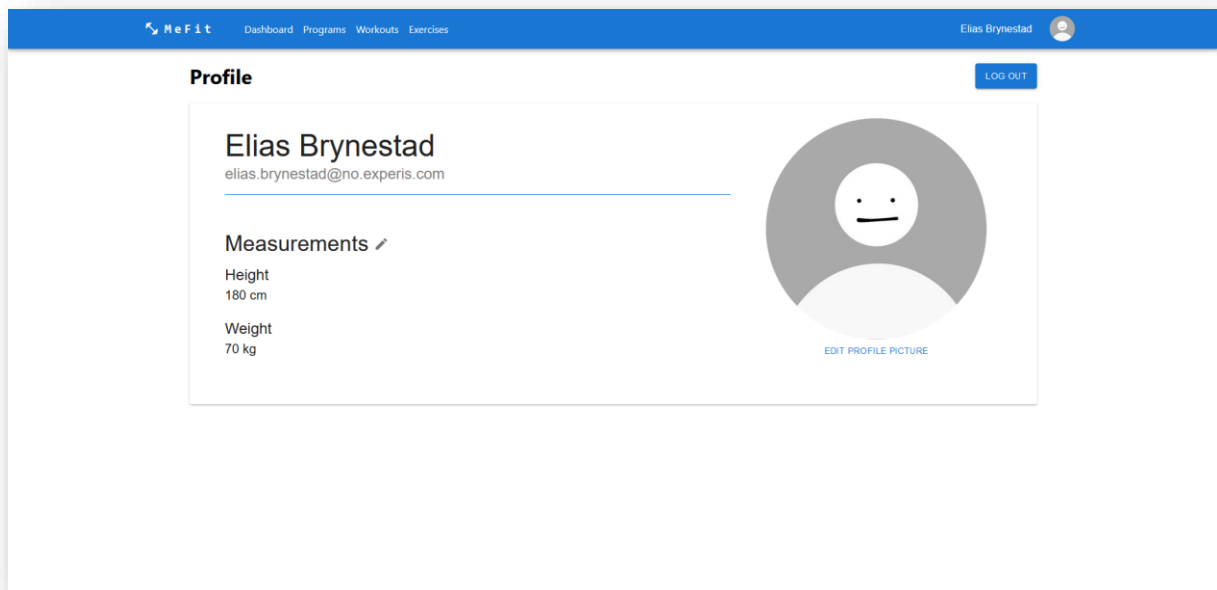 MeFit Dashboard Programs Workouts Exercises Elias Brynestad
Profile LOG OUT
Elias Brynestad
elias.brynestad@no.experis.com
Measurements
Height
180 cm
Weight
70 kg
EDIT PROFILE PICTURE